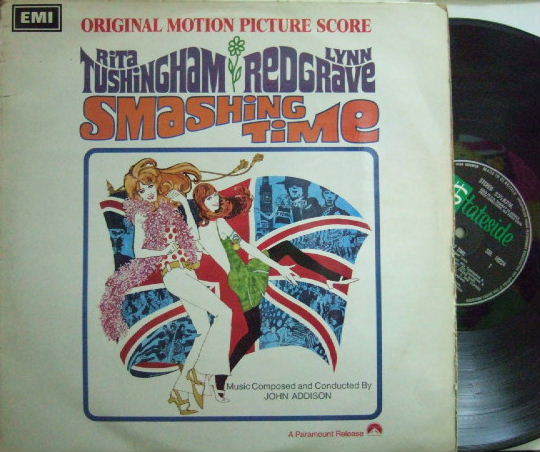 EMI
ORIGINAL MOTION PICTURE SCORE
RITA LYNN
TUSHINGHAM REDGRAVE
SMASHING
TIME
Music Composed and Conducted By
JOHN ADDISON
A Paramount Release
Stateside